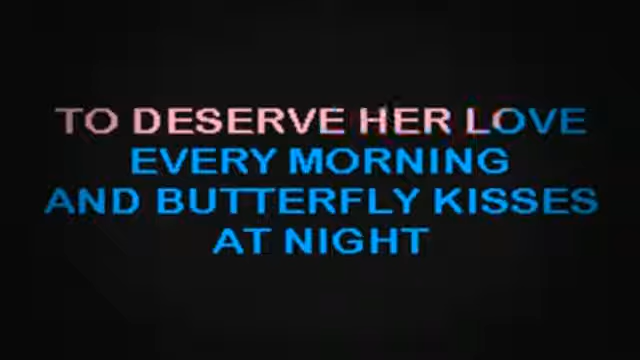 TO DESERVE HER LOVE
EVERY MORNING
AND BUTTERFLY KISSES
AT NIGHT